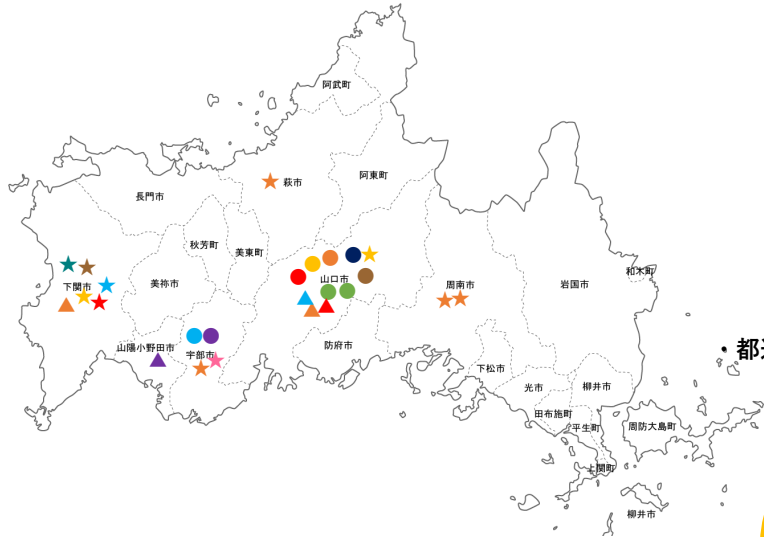 阿武町
萩市
阿東町
長門市
秋芳町
美東町
和木町
山口市
美祢市
下関市
周南市
岩国市
山陽小野田市
宇部市
防府市
・都
下松市
光市
柳井市
田布施町
平生町
周防大島町
上関町
柳井市